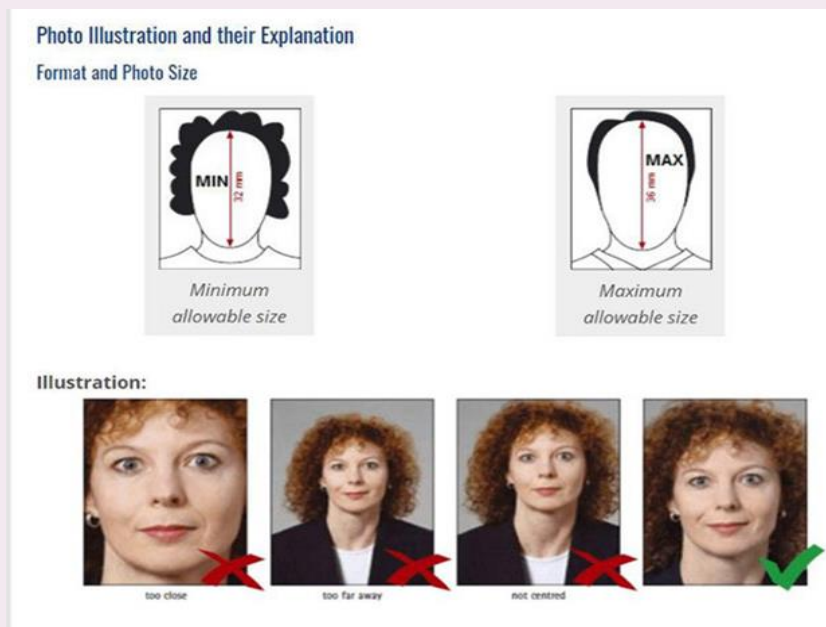 Photo Illustration and their Explanation
Format and Photo Size
MIN
32 mm
MAX
36 mm
Minimum
allowable size
Maximum
allowable size
Illustration:
too close
too far away
not centred